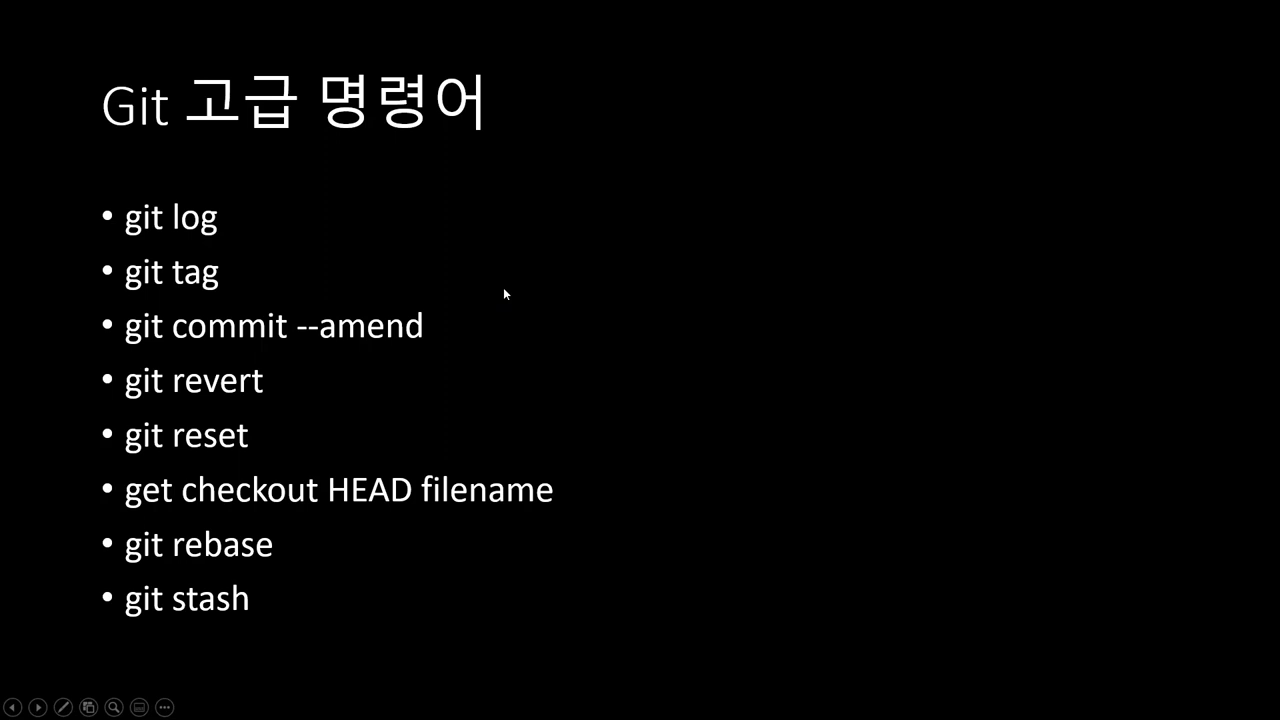 Git 고급 명령어
• git log
• git tag
• git commit --amend
• git revert
• git reset
• get checkout HEAD filename
• git rebase
• git stash